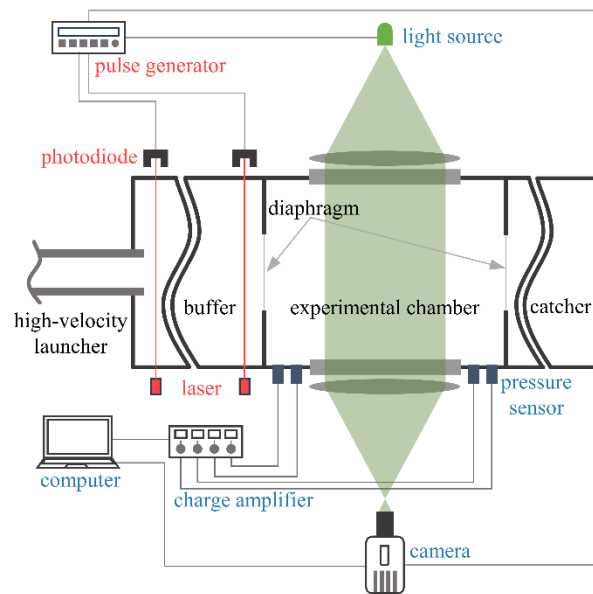 light source
pulse generator
photodiode
diaphragm
buffer
experimental chamber
catcher
high-velocity
launcher
laser
pressure
sensor
computer
charge amplifier
camera